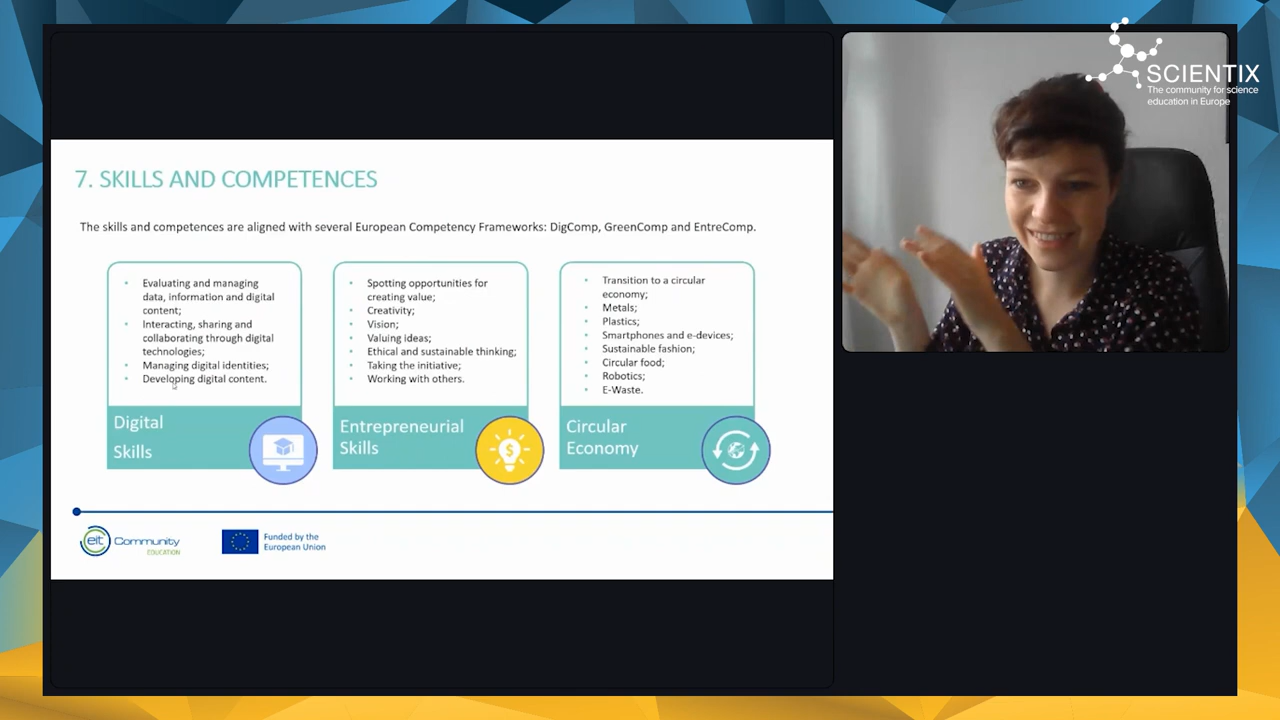 SCIENTIX
The community for science
education in Europe
7. SKILLS AND COMPETENCES
The skills and competences are aligned with several European Competency Frameworks: DigComp, GreenComp and EntreComp.
• Evaluating and managing
data, information and digital
content;
• Interacting, sharing and
collaborating through digital
technologies;
• Managing digital identities;
• Developing digital content.
Digital
Skills
• Spotting opportunities for
creating value;
• Creativity;
• Vision;
• Valuing ideas;
• Ethical and sustainable thinking;
• Taking the initiative;
• Working with others.
Entrepreneurial
Skills
$
• Transition to a circular
economy;
• Metals;
• Plastics;
• Smartphones and e-devices;
• Sustainable fashion;
• Circular food;
• Robotics;
• E-Waste.
Circular
Economy
eit Community
EDUCATION
Funded by the
European Union